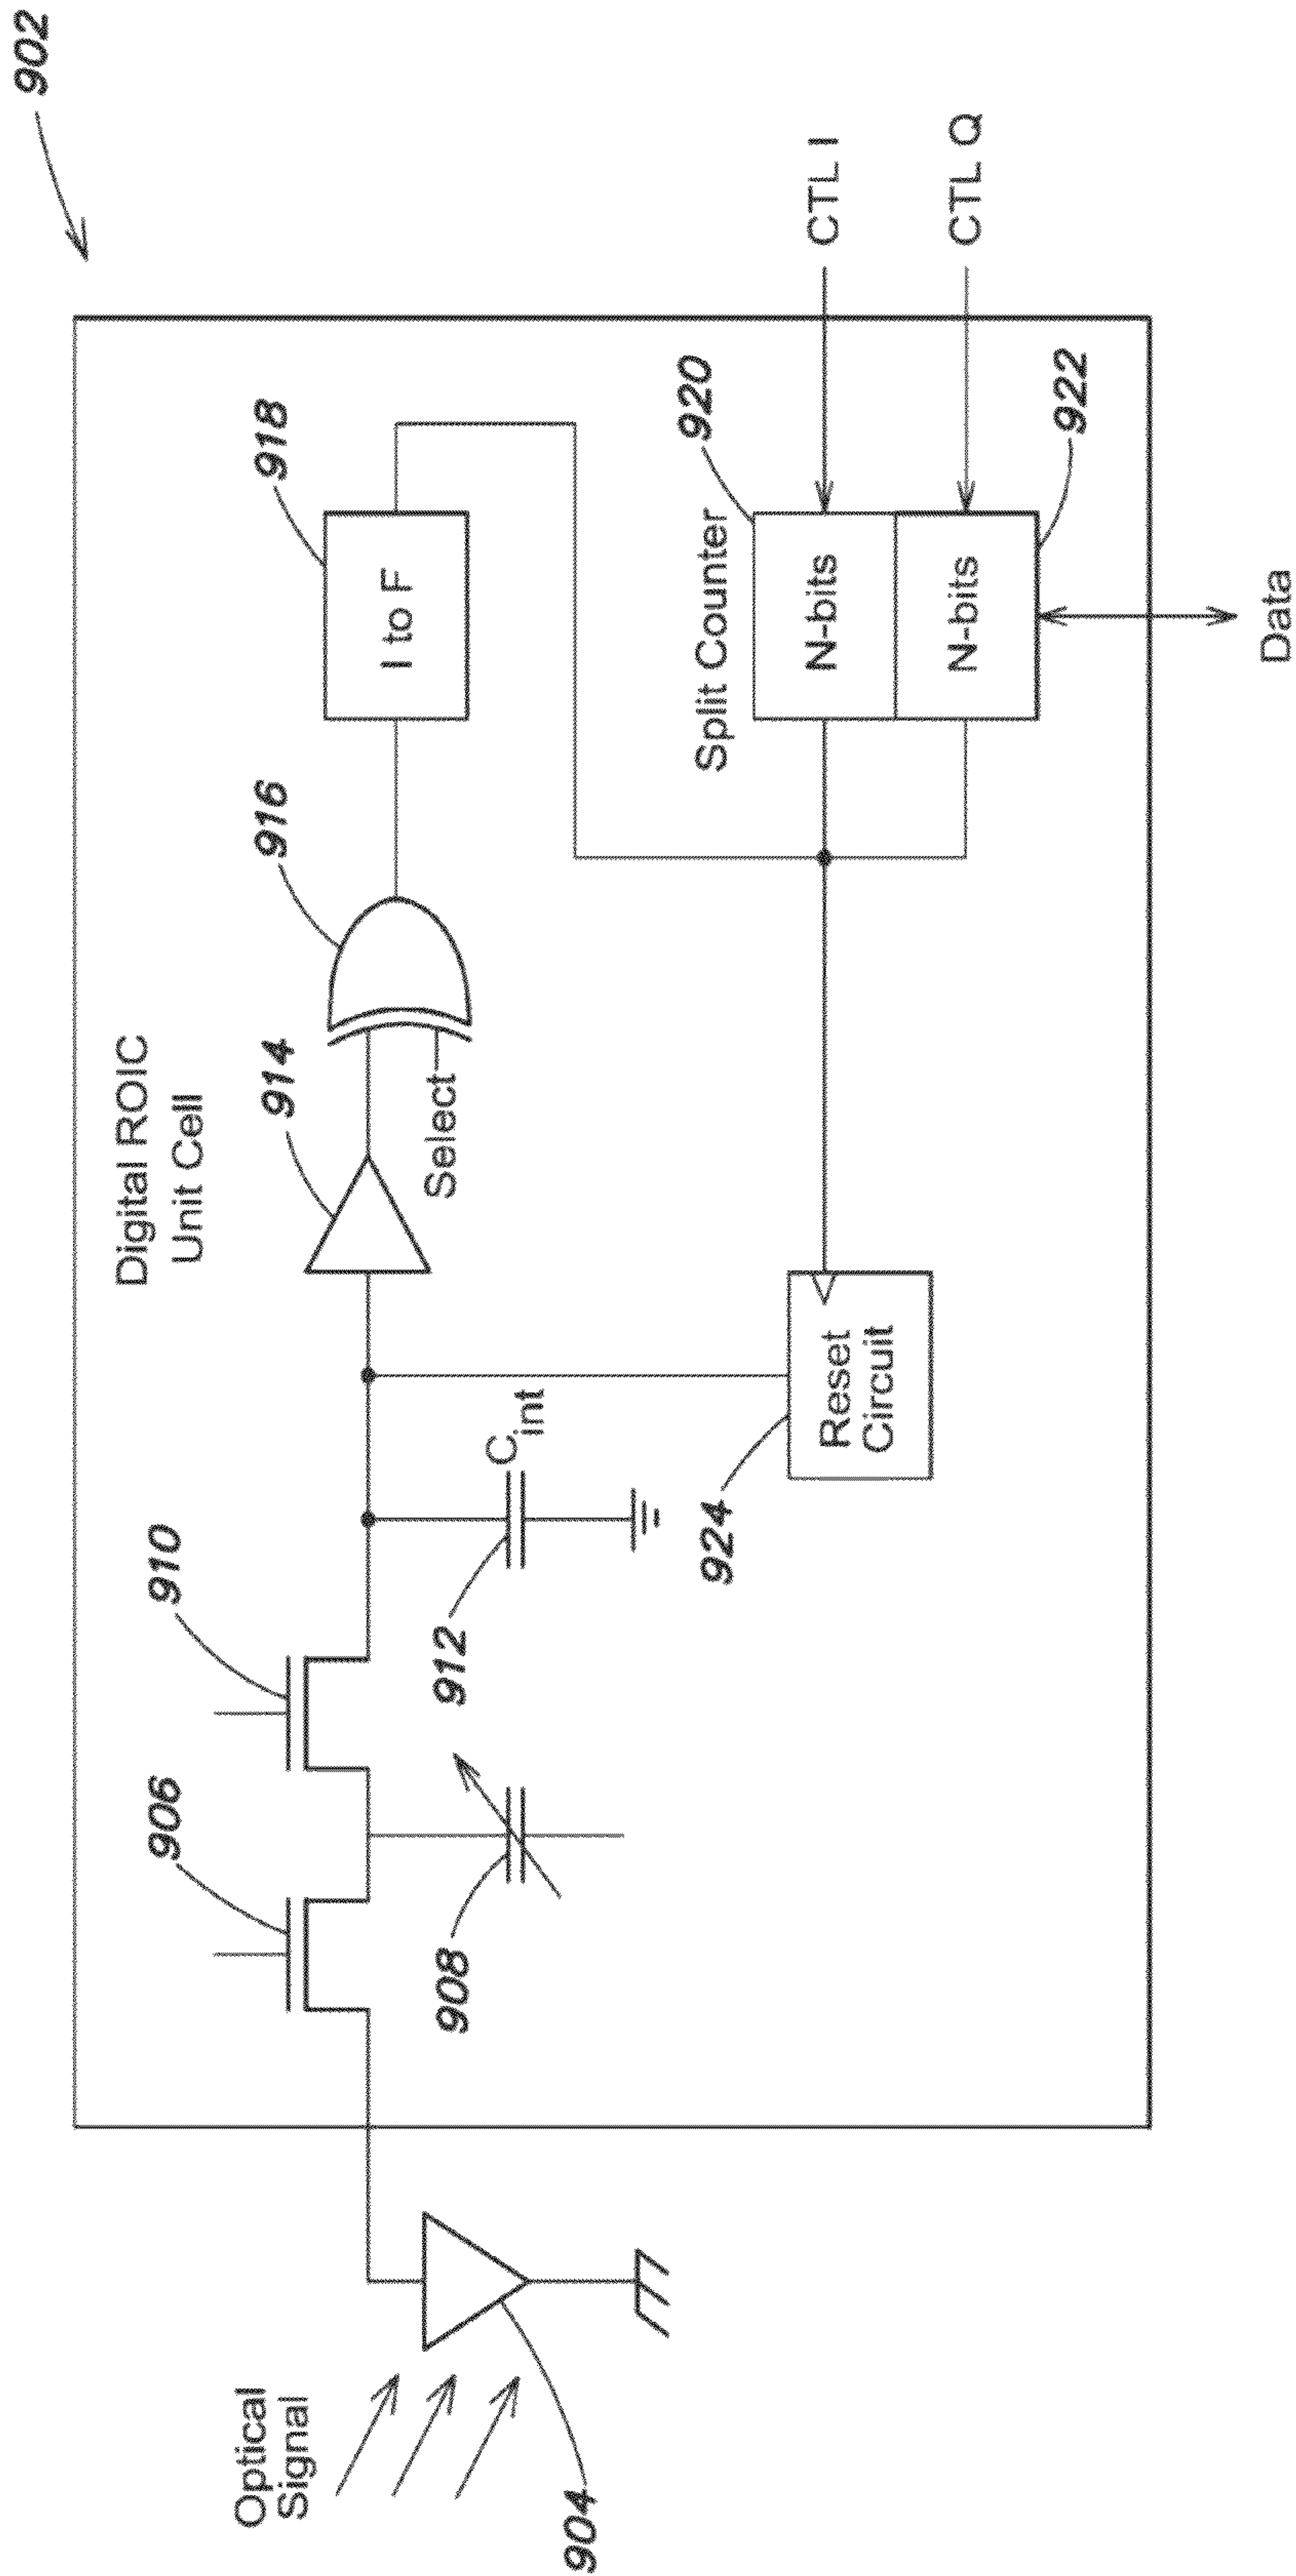 902
Digital ROIC
Unit Cell
906
910
914
916
918
Select
I to F
908
912
C
int
Optical
Signal
904
924
Reset
Circuit
Split Counter
920
N-bits
N-bits
922
CTL I
CTL Q
Data